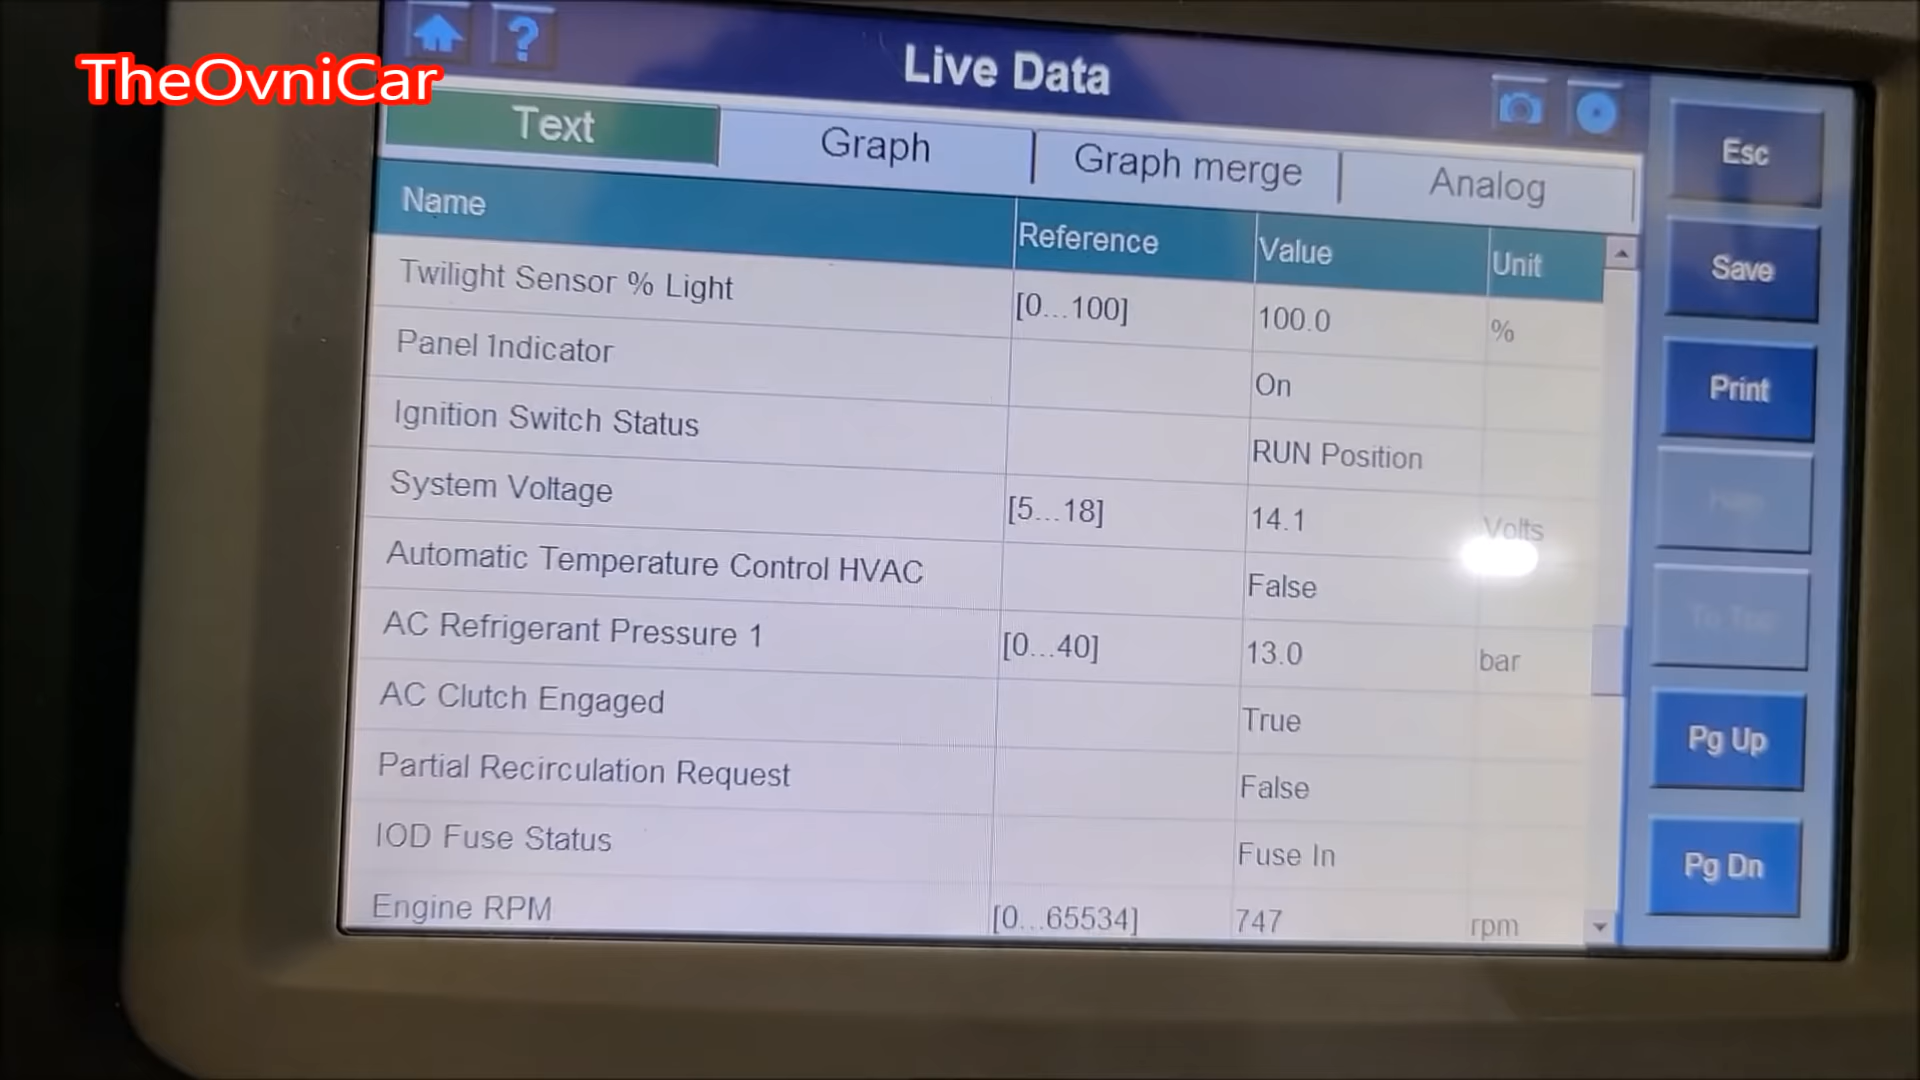 TheOvniCar
?
Live Data
Text Graph Graph merge Analog
Name Reference Value Unit
Twilight Sensor % Light [0...100] 100.0 %
Panel 1ndicator On
Ignition Switch Status RUN Position
System Voltage [5...18] 14.1 Volts
Automatic Temperature Control HVAC False
AC Refrigerant Pressure 1 [0...40] 13.0 bar
AC Clutch Engaged True
Partial Recirculation Request False
IOD Fuse Status Fuse In
Engine RPM [0...65534] 747 rpm
Esc
Save
Print
Pg Up
Pg Dn